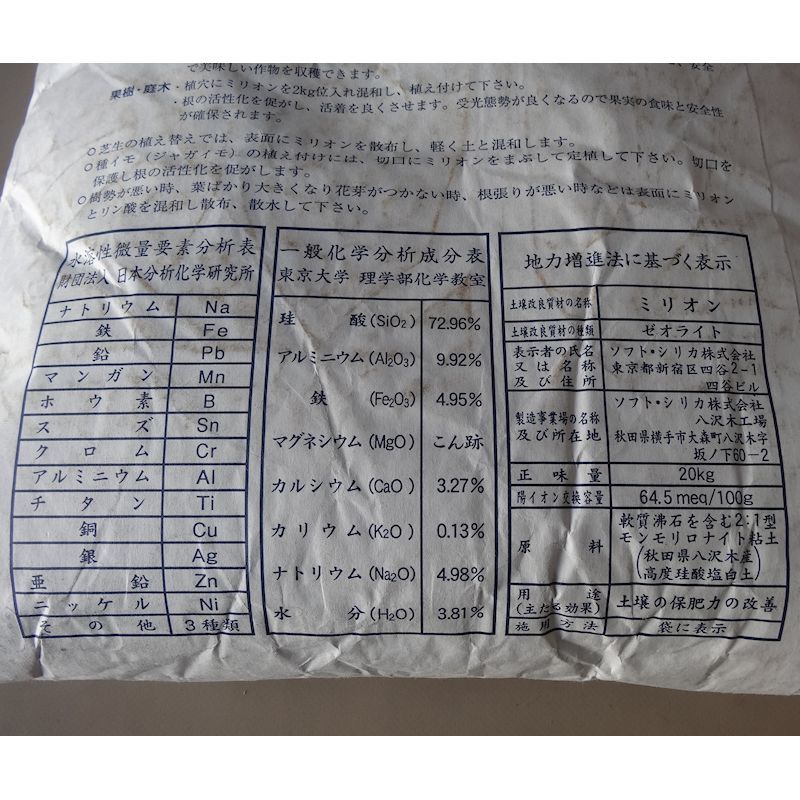 で美味しい作物を収穫できます。
安全
果樹・庭木・植穴にミリオンを2kg位入れ混和し、植え付けて下さい。
・根の活性化を促がし、活着を良くさせます。受光態勢が良くなるので果実の食味と安全性
が確保されます。
○芝生の植え替えでは、表面にミリオンを散布し、軽く土と混和します。
○種イモ(ジャガイモ)の植え付けには、切口にミリオンをまぶして定植して下さい。切口を
保護し根の活性化を促がします。
○樹勢が悪い時、葉ばかり大きくなり花芽がつかない時、根張りが悪い時などは表面にミリオン
とリン酸を混和し散布、散水して下さい。
水溶性微量要素分析表
財団法人 日本分析化学研究所
ナトリウム Na
鉄 Fe
鉛 Pb
マンガン Mn
ホウ素 B
スズ Sn
クロム Cr
アルミニウム Al
チタン Ti
銅 Cu
銀 Ag
亜鉛 Zn
ニッケル Ni
その他 3種類
一般化学分析成分表
東京大学 理学部化学教室
珪酸(SiO2) 72.96%
アルミニウム(Al2O3) 9.92%
鉄(Fe2O3) 4.95%
マグネシウム(MgO) こん跡
カルシウム(CaO) 3.27%
カリウム(K2O) 0.13%
ナトリウム(Na2O) 4.98%
水分(H2O) 3.81%
地力増進法に基づく表示
土壌改良資材の名称 ミリオン
土壌改良資材の種類 ゼオライト
表示者の氏名 ソフト・シリカ株式会社
又は名称 東京都新宿区四谷2-1
及び住所 四谷ビル
ソフト・シリカ株式会社
製造事業場の名称 八沢木工場
及び所在地 秋田県横手市大森町八沢木字
坂ノ下60-2
正味量 20kg
陽イオン交換容量 64.5meq/100g
原料 軟質沸石を含む2:1型
モンモリロナイト粘土
(秋田県八沢木産
高度珪酸塩白土)
用途 土壌の保肥力の改善
(主たる効果)
施用方法 袋に表示